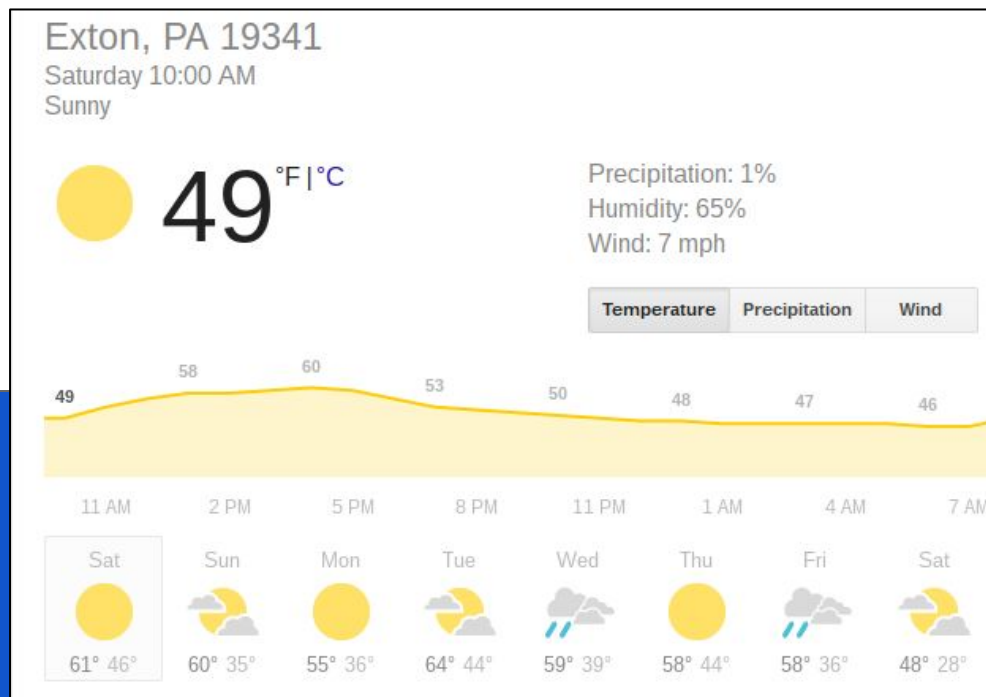 Exton, PA 19341
Saturday 10:00 AM
Sunny
49 °F | °C
Precipitation: 1%
Humidity: 65%
Wind: 7 mph
Temperature Precipitation Wind
49 58 60 53 50 48 47 46
11 AM 2 PM 5 PM 8 PM 11 PM 1 AM 4 AM 7 AM
Sat Sun Mon Tue Wed Thu Fri Sat
61° 46° 60° 35° 55° 36° 64° 44° 59° 39° 58° 44° 58° 36° 48° 28°